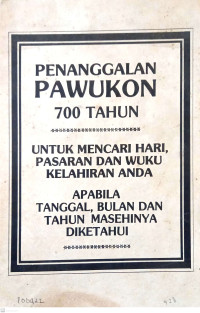 PENANGGALAN
PAWUKON
700 TAHUN
UNTUK MENCARI HARI,
PASARAN DAN WUKU
KELAHIRAN ANDA
APABILA
TANGGAL, BULAN DAN
TAHUN MASEHINYA
DIKETAHUI